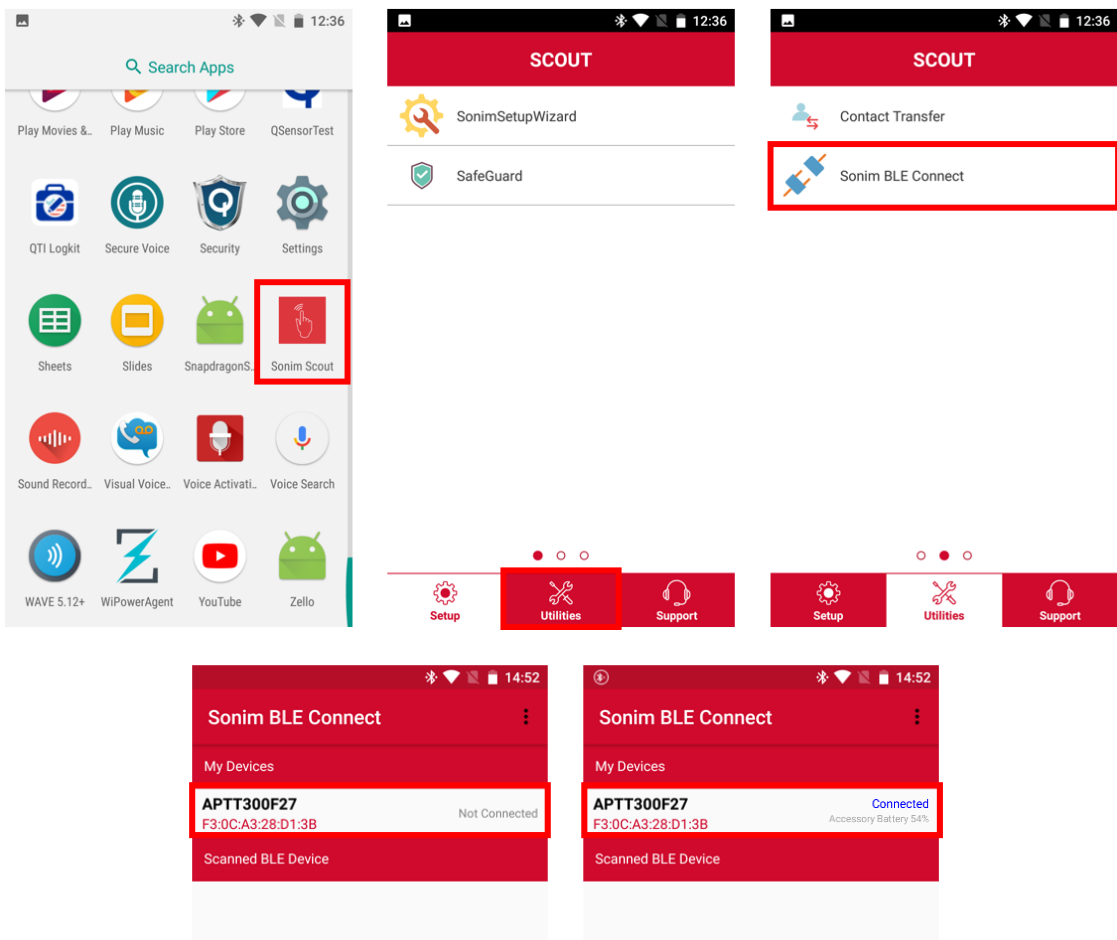 12:36
Search Apps
Play Movies &..
Play Music
Play Store
QSensorTest
QTI Logkit
Secure Voice
Security
Settings
Sheets
Slides
SnapdragonS..
Sonim Scout
Sound Record..
Visual Voice..
Voice Activati..
Voice Search
WAVE 5.12+
WiPowerAgent
YouTube
Zello
12:36
SCOUT
SonimSetupWizard
SafeGuard
Setup
Utilities
Support
12:36
SCOUT
Contact Transfer
Sonim BLE Connect
Setup
Utilities
Support
14:52
Sonim BLE Connect
My Devices
APTT300F27
Not Connected
F3:0C:A3:28:D1:3B
Scanned BLE Device
14:52
Sonim BLE Connect
My Devices
APTT300F27
Connected
F3:0C:A3:28:D1:3B
Accessory Battery 54%
Scanned BLE Device